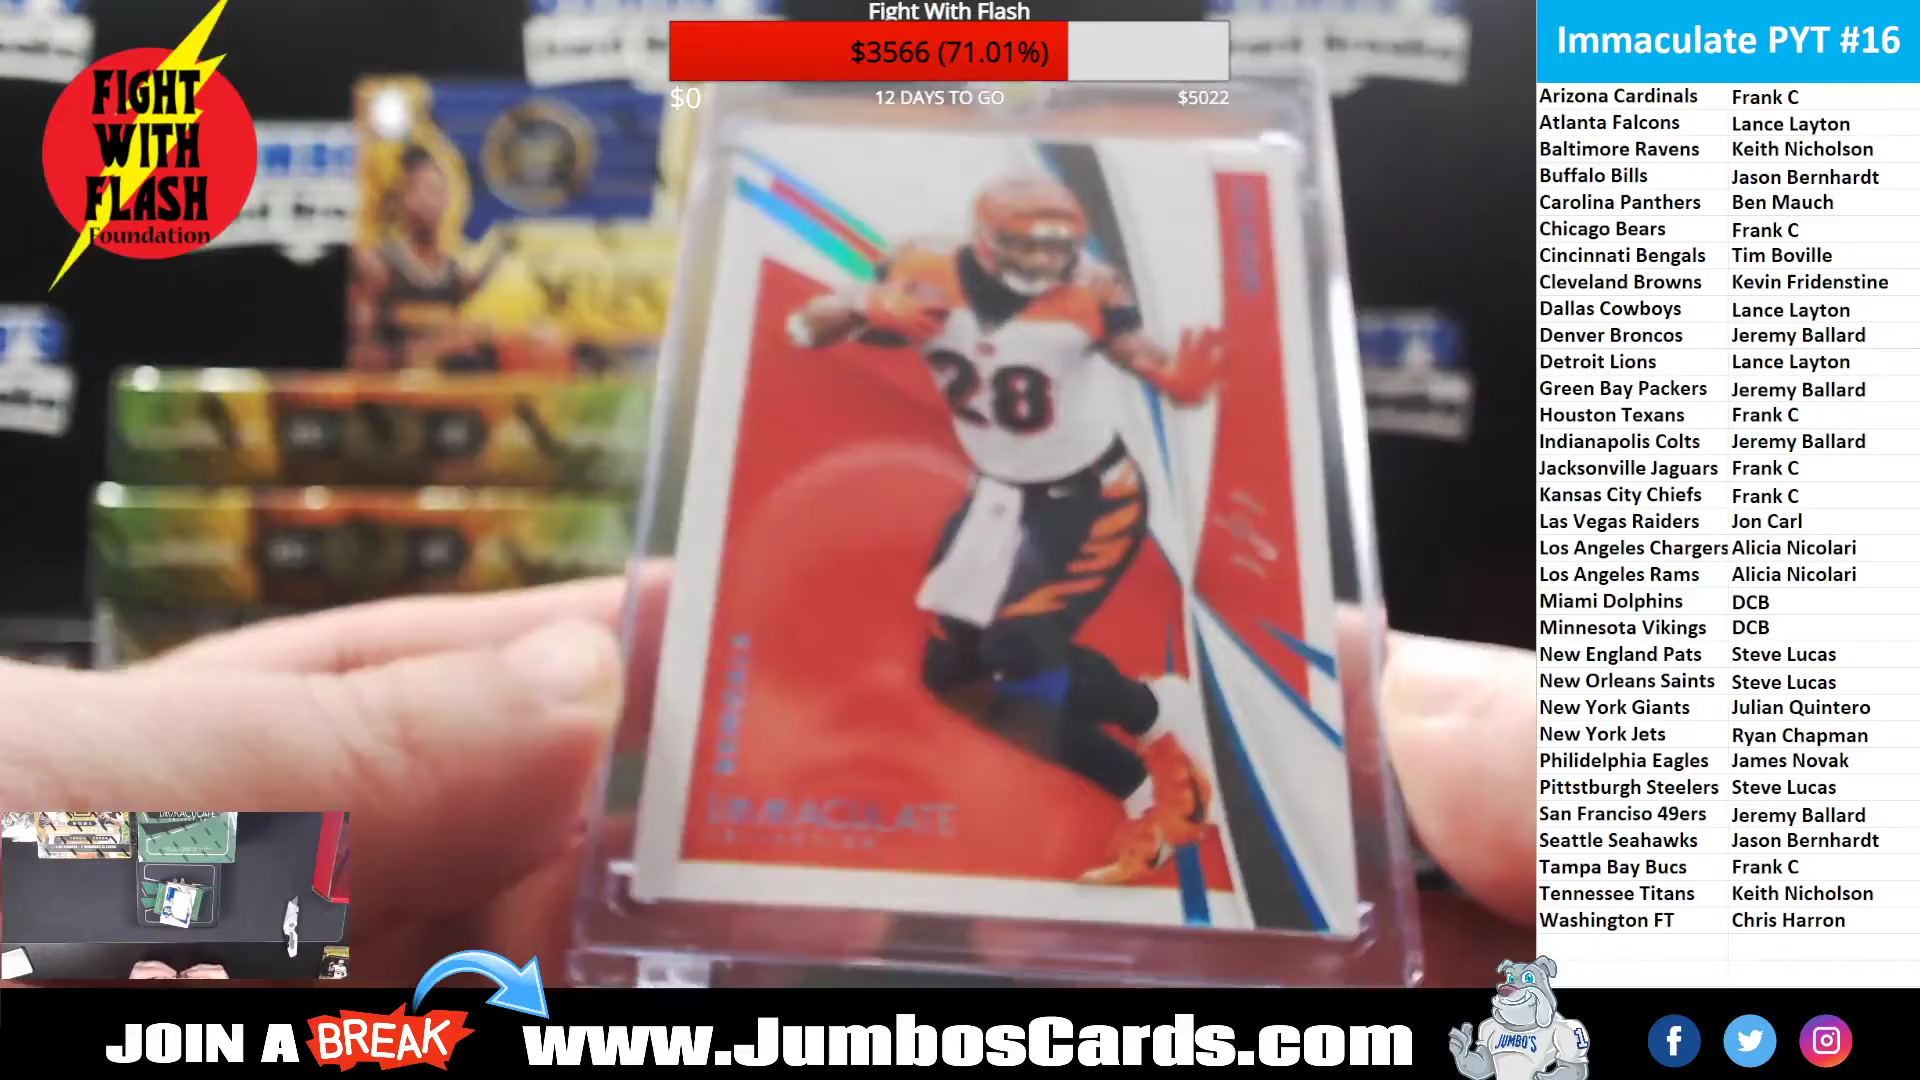 Fight With Flash
$3566 (71.01%)
$0
12 DAYS TO GO
$5022
FIGHT
WITH
FLASH
Foundation
28
BENGALS
IMMACULATE
COLLECTION
Immaculate PYT #16
Arizona Cardinals Frank C
Atlanta Falcons Lance Layton
Baltimore Ravens Keith Nicholson
Buffalo Bills Jason Bernhardt
Carolina Panthers Ben Mauch
Chicago Bears Frank C
Cincinnati Bengals Tim Boville
Cleveland Browns Kevin Fridenstine
Dallas Cowboys Lance Layton
Denver Broncos Jeremy Ballard
Detroit Lions Lance Layton
Green Bay Packers Jeremy Ballard
Houston Texans Frank C
Indianapolis Colts Jeremy Ballard
Jacksonville Jaguars Frank C
Kansas City Chiefs Frank C
Las Vegas Raiders Jon Carl
Los Angeles Chargers Alicia Nicolari
Los Angeles Rams Alicia Nicolari
Miami Dolphins DCB
Minnesota Vikings DCB
New England Pats Steve Lucas
New Orleans Saints Steve Lucas
New York Giants Julian Quintero
New York Jets Ryan Chapman
Philidelphia Eagles James Novak
Pittsturgh Steelers Steve Lucas
San Franciso 49ers Jeremy Ballard
Seattle Seahawks Jason Bernhardt
Tampa Bay Bucs Frank C
Tennessee Titans Keith Nicholson
Washington FT Chris Harron
JOIN A BREAK
www.JumbosCards.com
JUMBO'S
1